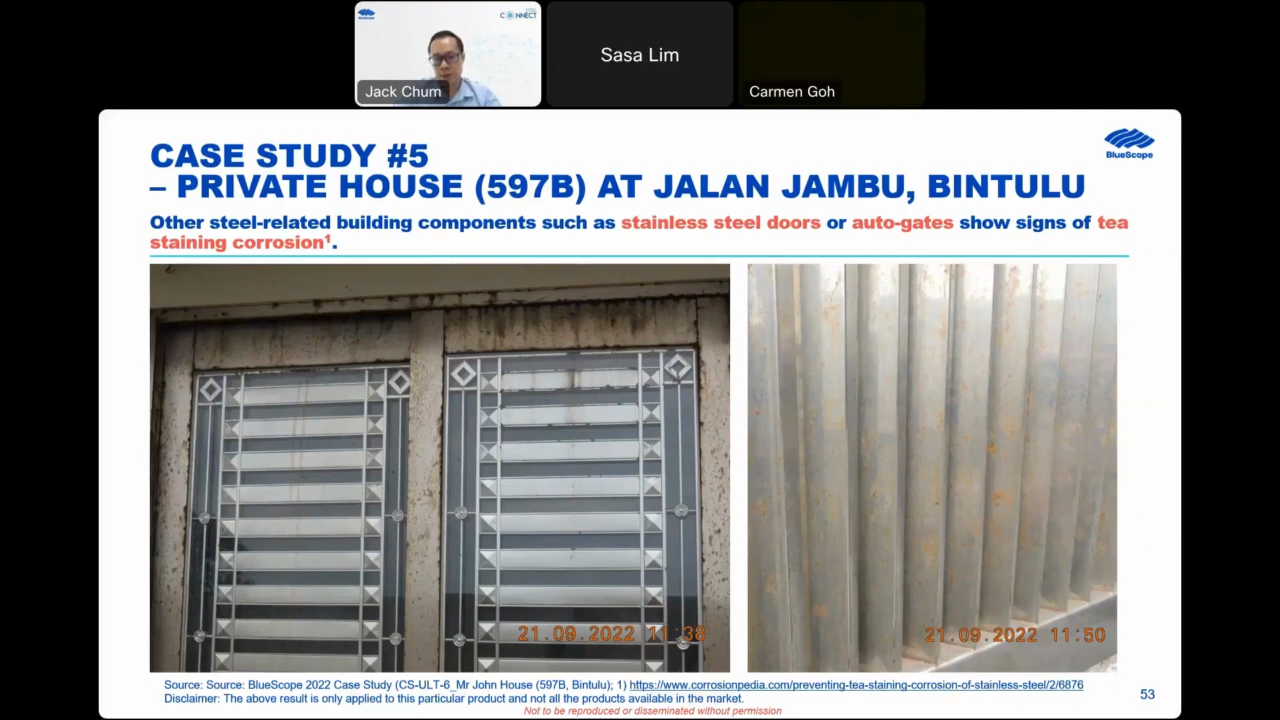 CONNECT
Jack Chum
Sasa Lim
Carmen Goh
BlueScope
CASE STUDY #5
– PRIVATE HOUSE (597B) AT JALAN JAMBU, BINTULU
Other steel-related building components such as stainless steel doors or auto-gates show signs of tea
staining corrosion¹.
21.09.2022 11:38
21.09.2022 11:50
Source: Source: BlueScope 2022 Case Study (CS-ULT-6_Mr John House (597B, Bintulu); 1) https://www.corrosionpedia.com/preventing-tea-staining-corrosion-of-stainless-steel/2/6876
Disclaimer: The above result is only applied to this particular product and not all the products available in the market.
53
Not to be reproduced or disseminated without permission